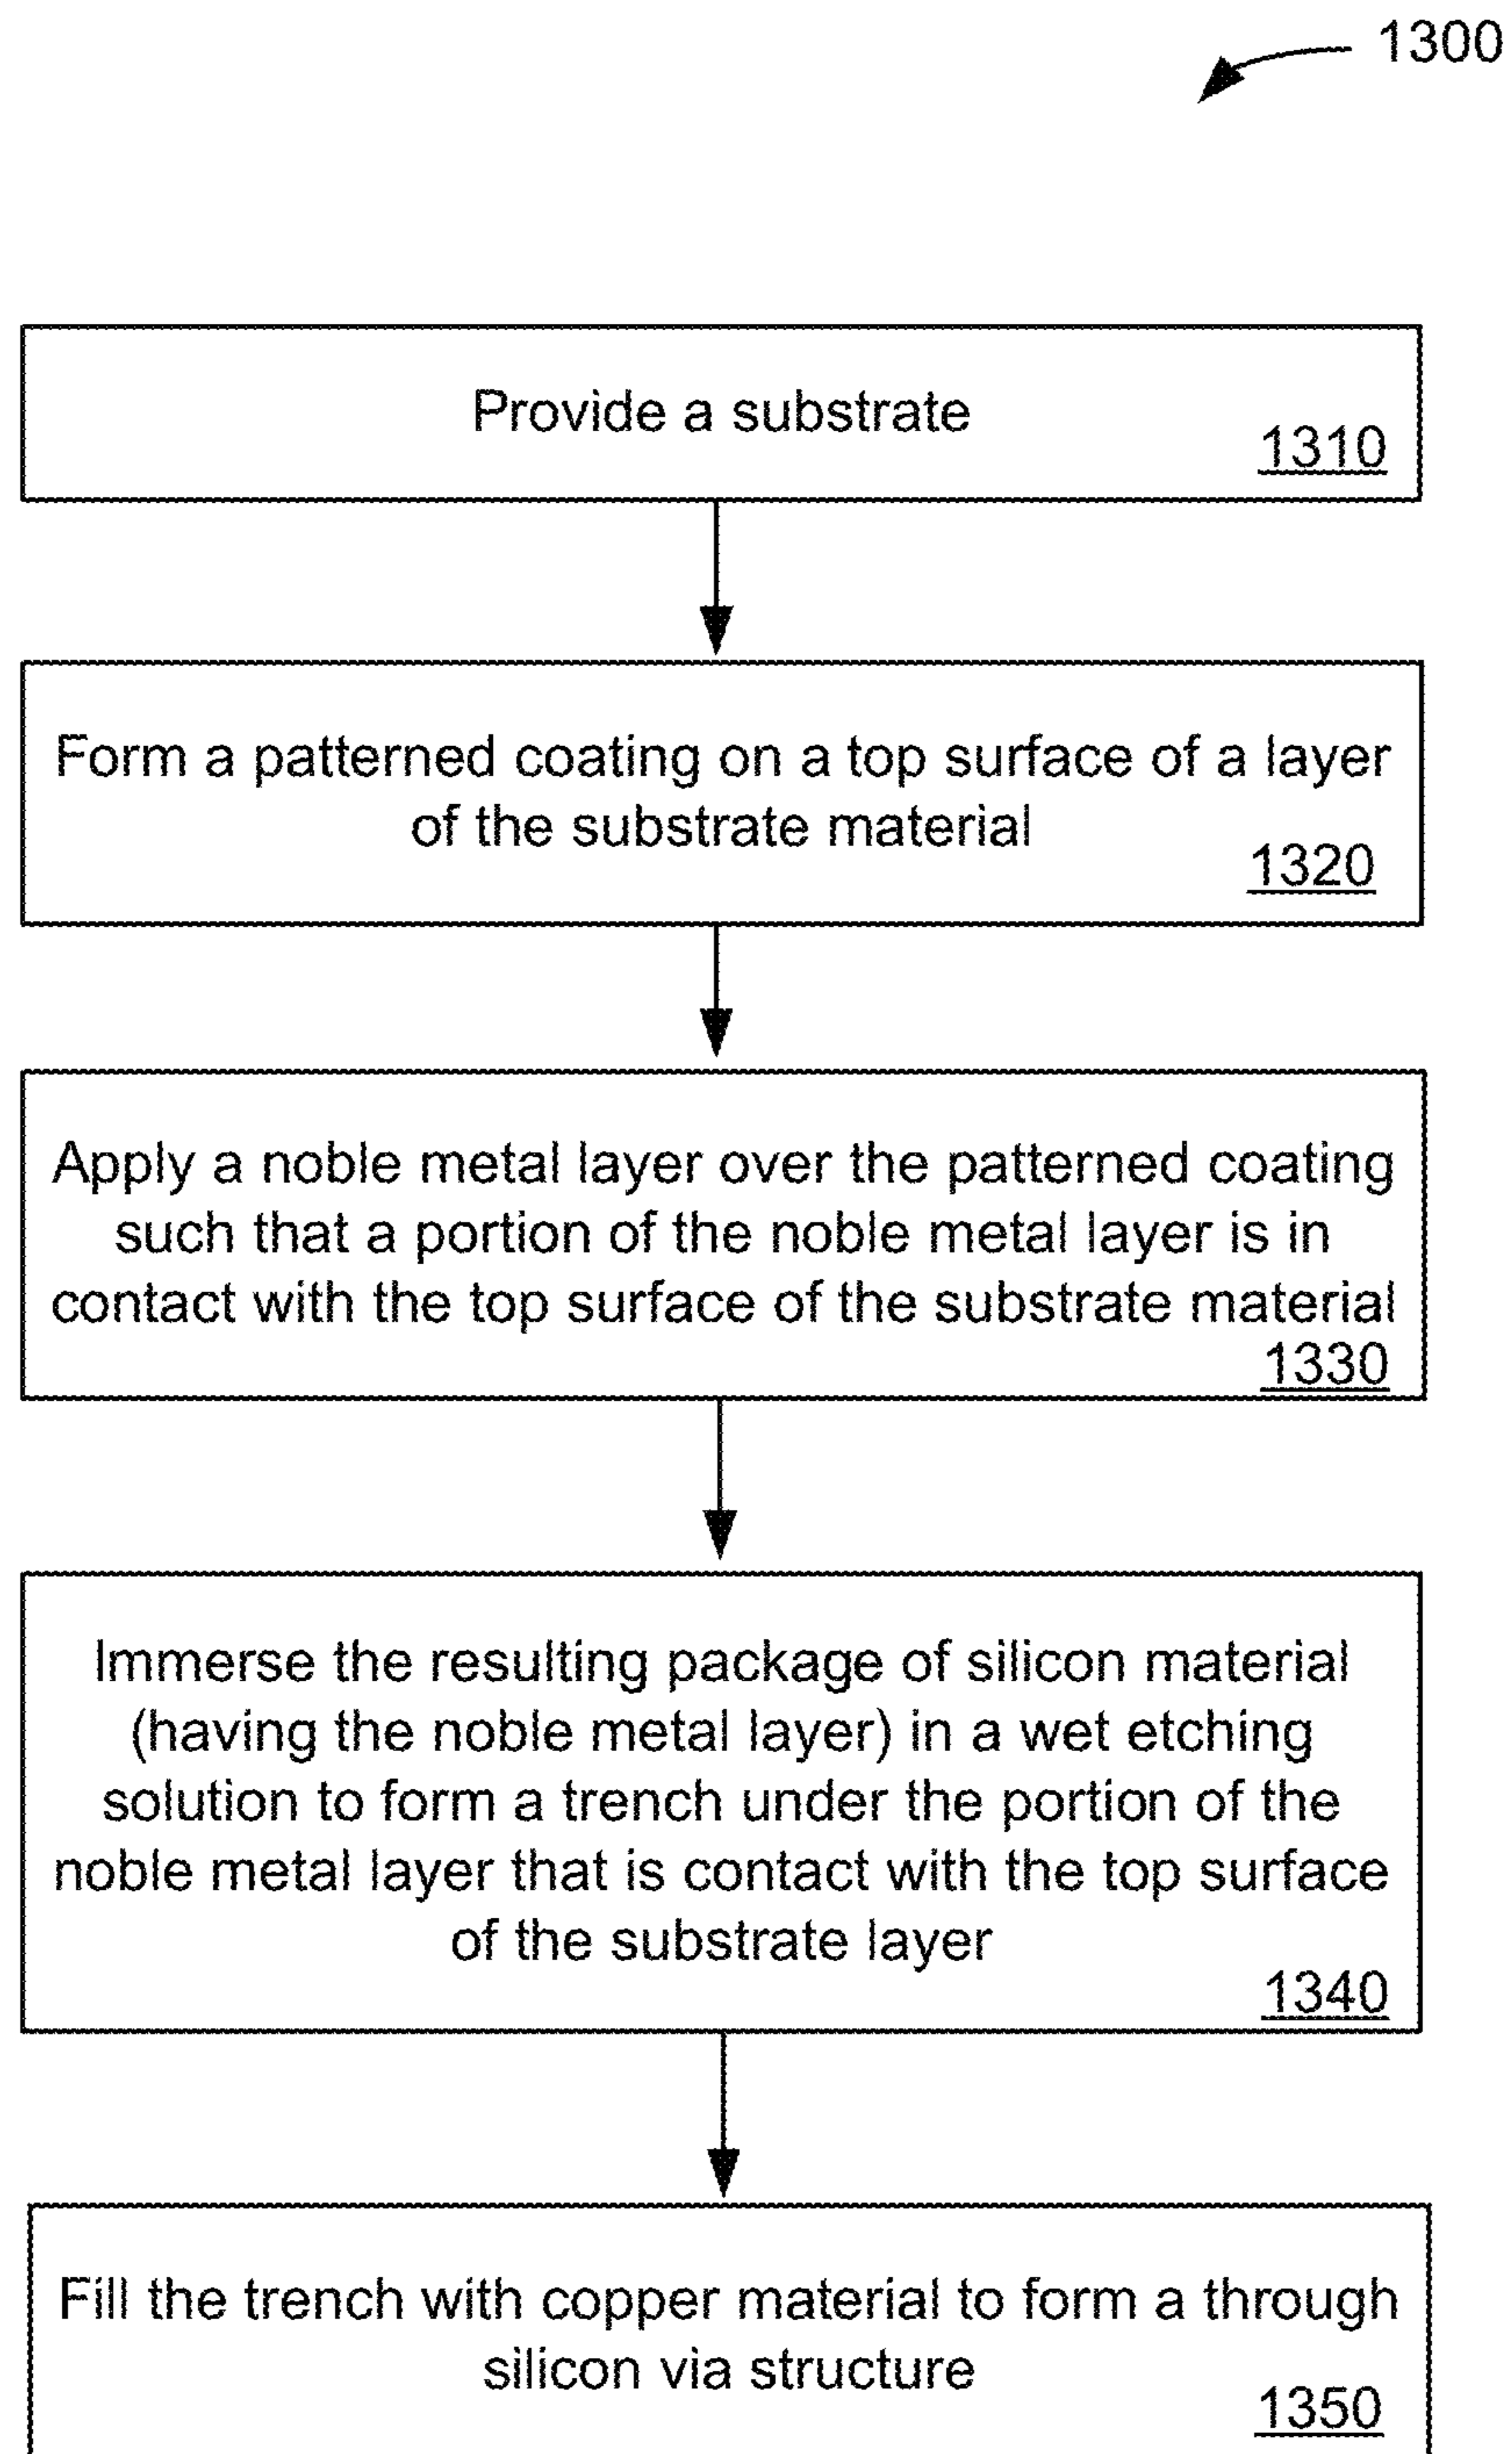 1300
Provide a substrate
1310
Form a patterned coating on a top surface of a layer
of the substrate material
1320
Apply a noble metal layer over the patterned coating
such that a portion of the noble metal layer is in
contact with the top surface of the substrate material
1330
Immerse the resulting package of silicon material
(having the noble metal layer) in a wet etching
solution to form a trench under the portion of the
noble metal layer that is contact with the top surface
of the substrate layer
1340
Fill the trench with copper material to form a through
silicon via structure
1350